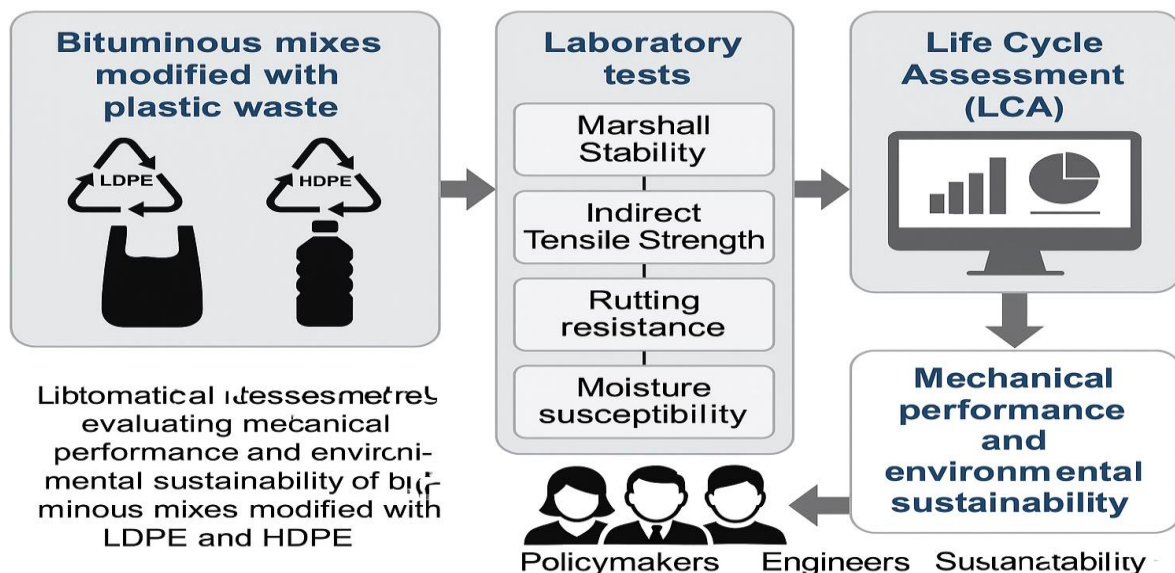 Bituminous mixes
modified with
plastic waste
LDPE
HDPE
Laboratory
tests
Marshall
Stability
Indirect
Tensile Strength
Rutting
resistance
Moisture
susceptibility
Life Cycle
Assessment
(LCA)
Mechanical
performance
and
environmental
sustainability
evaluating mecanical
performance and
mental sustainability of
minous mixes modified with
LDPE and HDPE
Policymakers Engineers